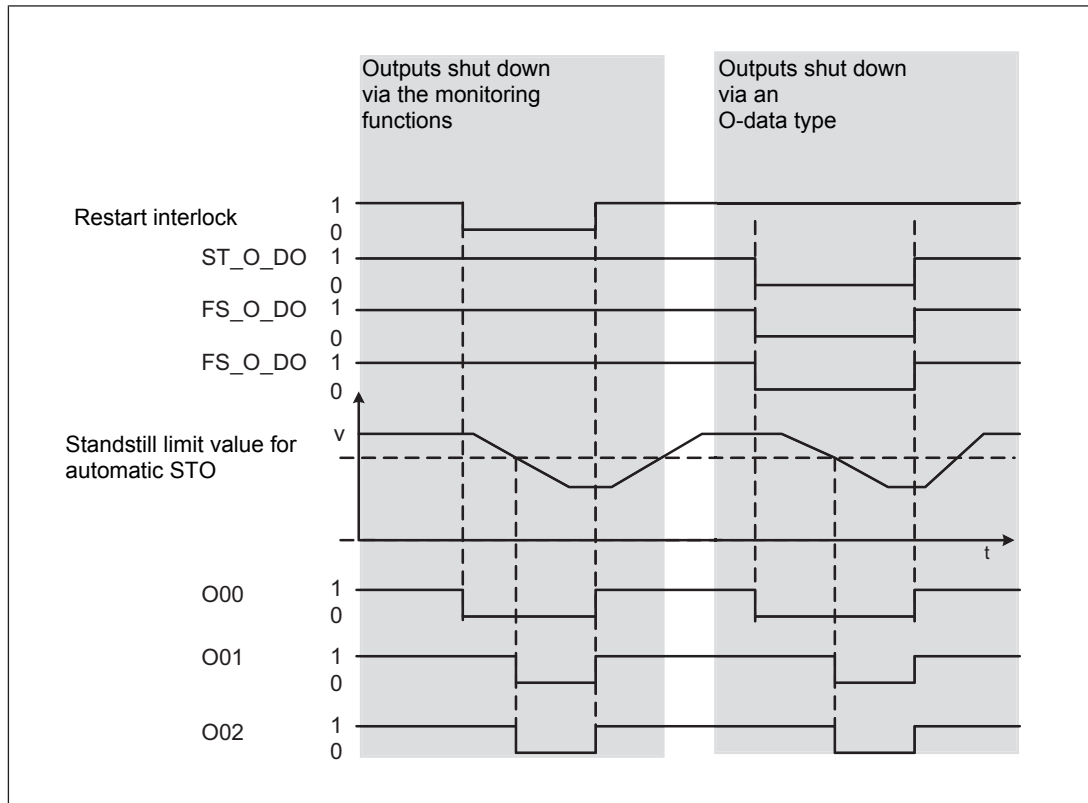 Outputs shut down
via the monitoring
functions
Outputs shut down
via an
O-data type
Restart interlock
1
0
ST_O_DO
1
0
FS_O_DO
1
0
FS_O_DO
1
0
v
Standstill limit value for
automatic STO
t
O00
1
0
O01
1
0
O02
1
0